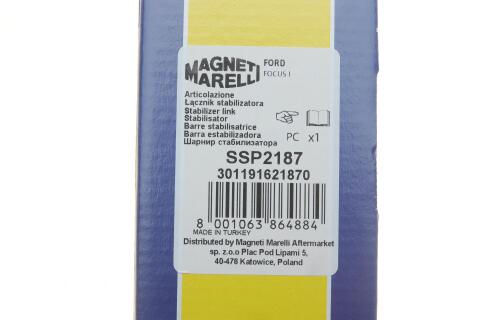 MAGNETI
MARELLI
FORD
FOCUS I
Articolazione
Łącznik stabilizatora
Stabilizer link
Stabilisator
Barre stabilisatrice
Barra estabilizadora
Шарнир стабилизатора
PC x1
SSP2187
301191621870
8 001063 864884
MADE IN TURKEY
Distributed by Magneti Marelli Aftermarket
sp. z.o.o Plac Pod Lipami 5,
40-476 Katowice, Poland